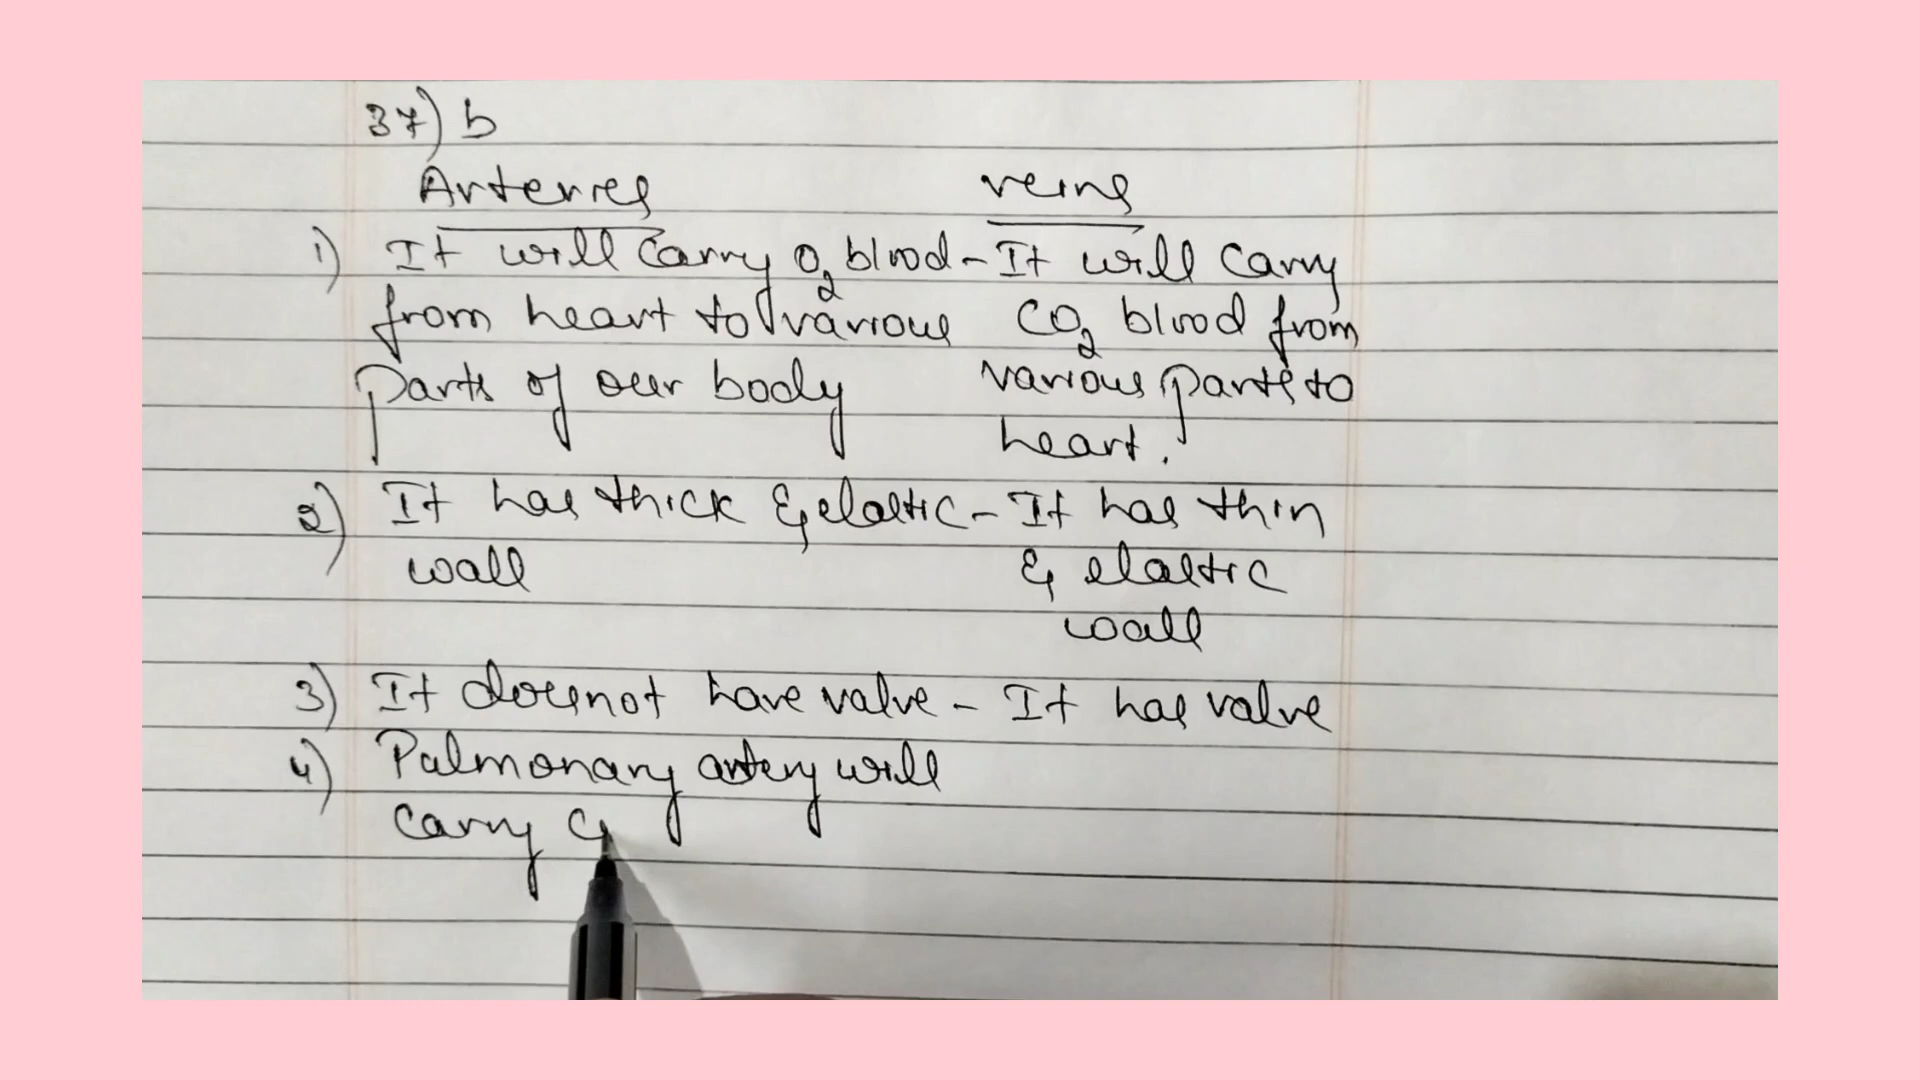 37) b
Arteries veins
1) It will carry O2 blood - It will carry
from heart to various CO2 blood from
parts of our body various parts to
heart.
2) It has thick & elastic - It has thin
wall & elastic
wall
3) It does not have valve - It has valve
4) Pulmonary artery will
carry c